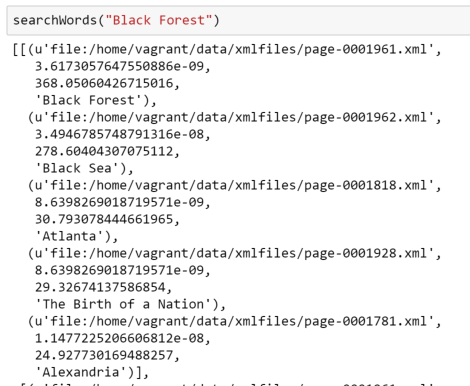 searchWords("Black Forest")
[[(u'file:/home/vagrant/data/xmlfiles/page-0001961.xml',
3.6173057647550886e-09,
368.05060426715016,
'Black Forest'),
(u'file:/home/vagrant/data/xmlfiles/page-0001962.xml',
3.4946785748791316e-08,
278.60404307075112,
'Black Sea'),
(u'file:/home/vagrant/data/xmlfiles/page-0001818.xml',
8.6398269018719571e-09,
30.793078444661965,
'Atlanta'),
(u'file:/home/vagrant/data/xmlfiles/page-0001928.xml',
8.6398269018719571e-09,
29.32674137586854,
'The Birth of a Nation'),
(u'file:/home/vagrant/data/xmlfiles/page-0001781.xml',
1.1477225206606812e-08,
24.927730169488257,
'Alexandria')],